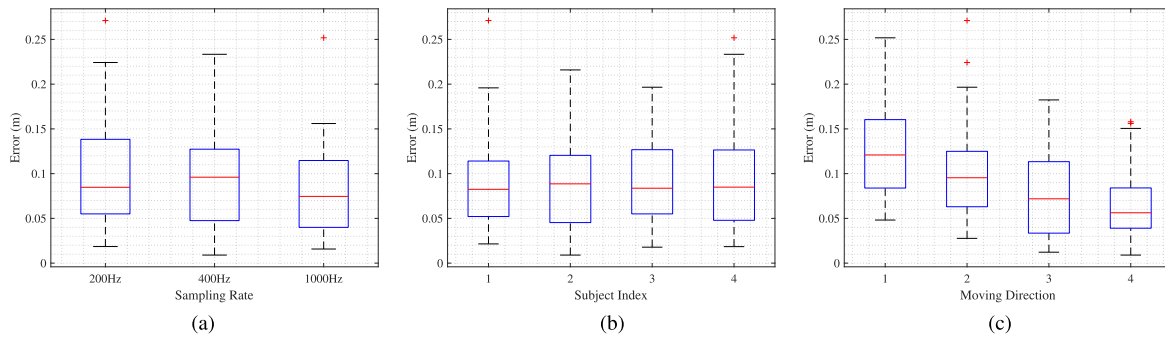 0.25
0.2
0.15
0.1
0.05
0
Error (m)
200Hz 400Hz 1000Hz
Sampling Rate
(a)
0.25
0.2
0.15
0.1
0.05
0
Error (m)
1 2 3 4
Subject Index
(b)
0.25
0.2
0.15
0.1
0.05
0
Error (m)
1 2 3 4
Moving Direction
(c)